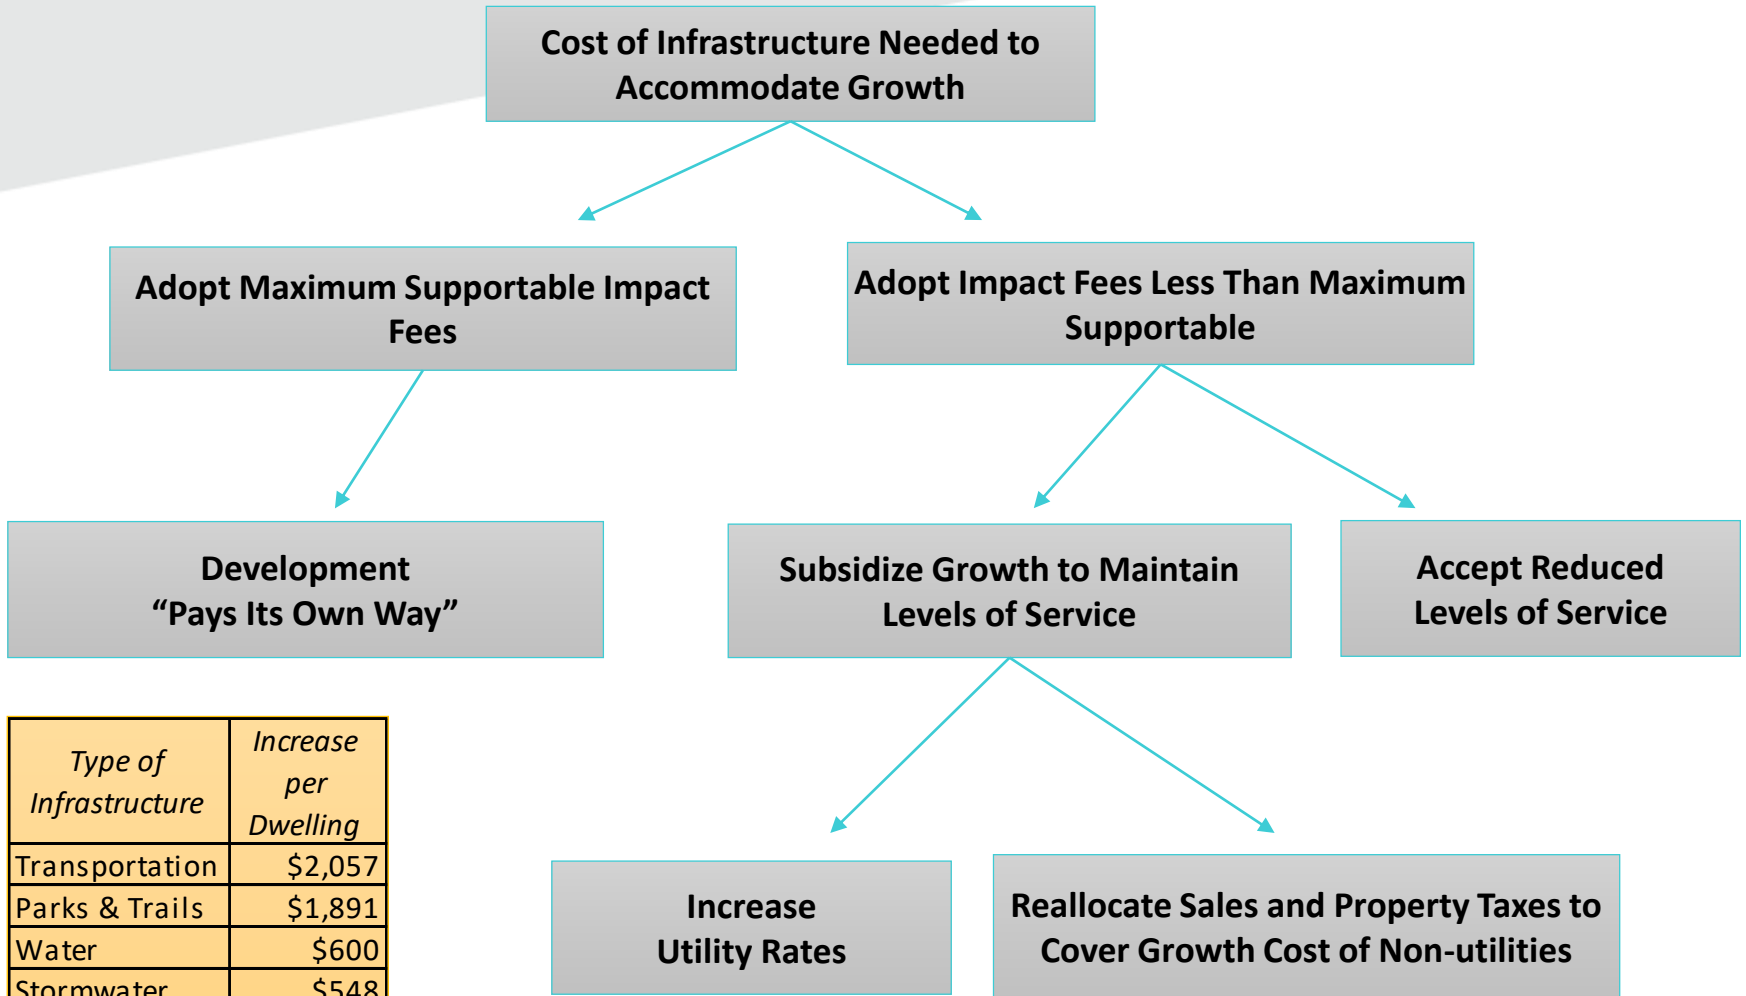 Cost of Infrastructure Needed to
Accommodate Growth
Adopt Maximum Supportable Impact
Fees
Adopt Impact Fees Less Than Maximum
Supportable
Development
“Pays Its Own Way”
Subsidize Growth to Maintain
Levels of Service
Accept Reduced
Levels of Service
Type of
Infrastructure
Increase
per
Dwelling
Transportation $2,057
Parks & Trails $1,891
Water $600
Stormwater $548
Increase
Utility Rates
Reallocate Sales and Property Taxes to
Cover Growth Cost of Non-utilities